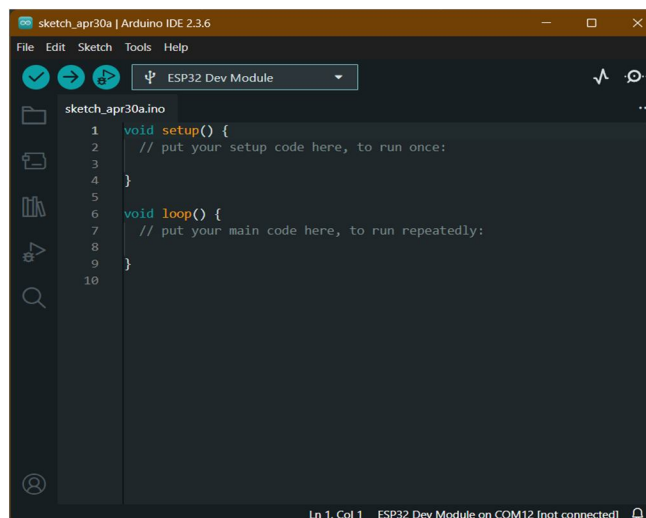 sketch_apr30a | Arduino IDE 2.3.6
File Edit Sketch Tools Help
ESP32 Dev Module
sketch_apr30a.ino
1 void setup() {
2 // put your setup code here, to run once:
3
4 }
5
6 void loop() {
7 // put your main code here, to run repeatedly:
8
9 }
10
Ln 1, Col 1 ESP32 Dev Module on COM12 [not connected]